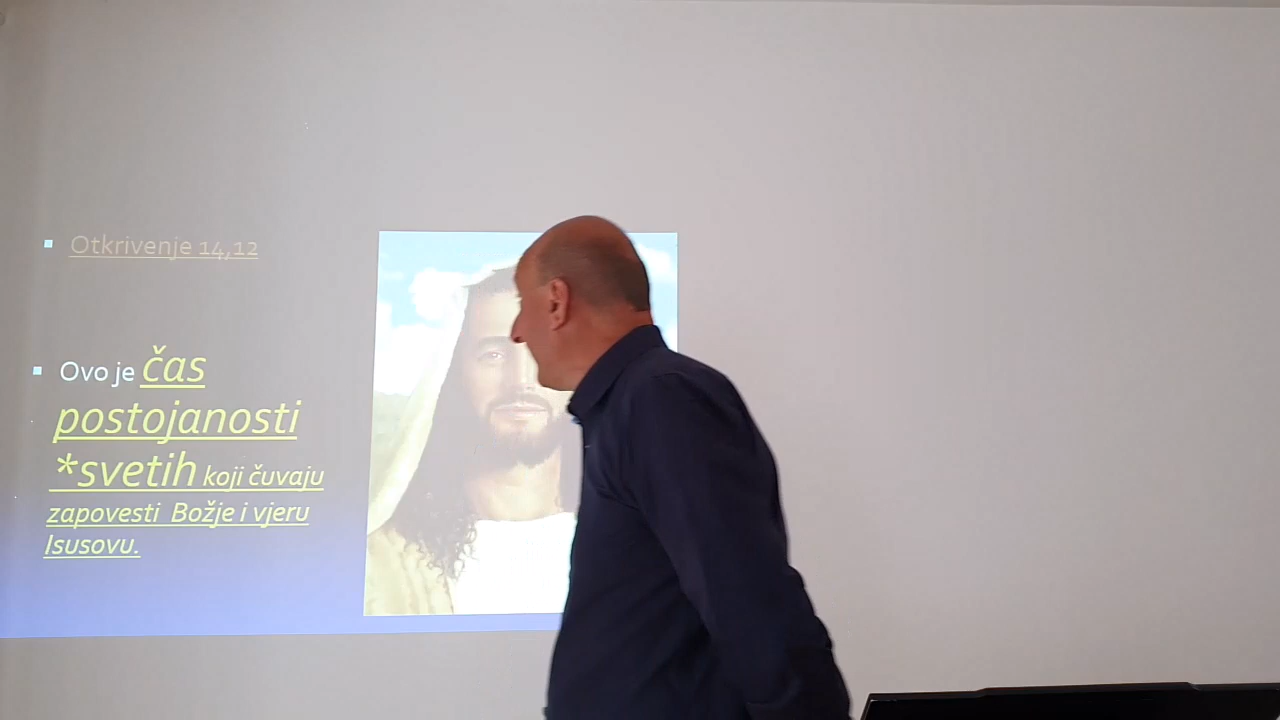 Otkrivenje 14,12
Ovo je čas
postojanosti
*svetih koji čuvaju
zapovesti Božje i vjeru
Isusovu.